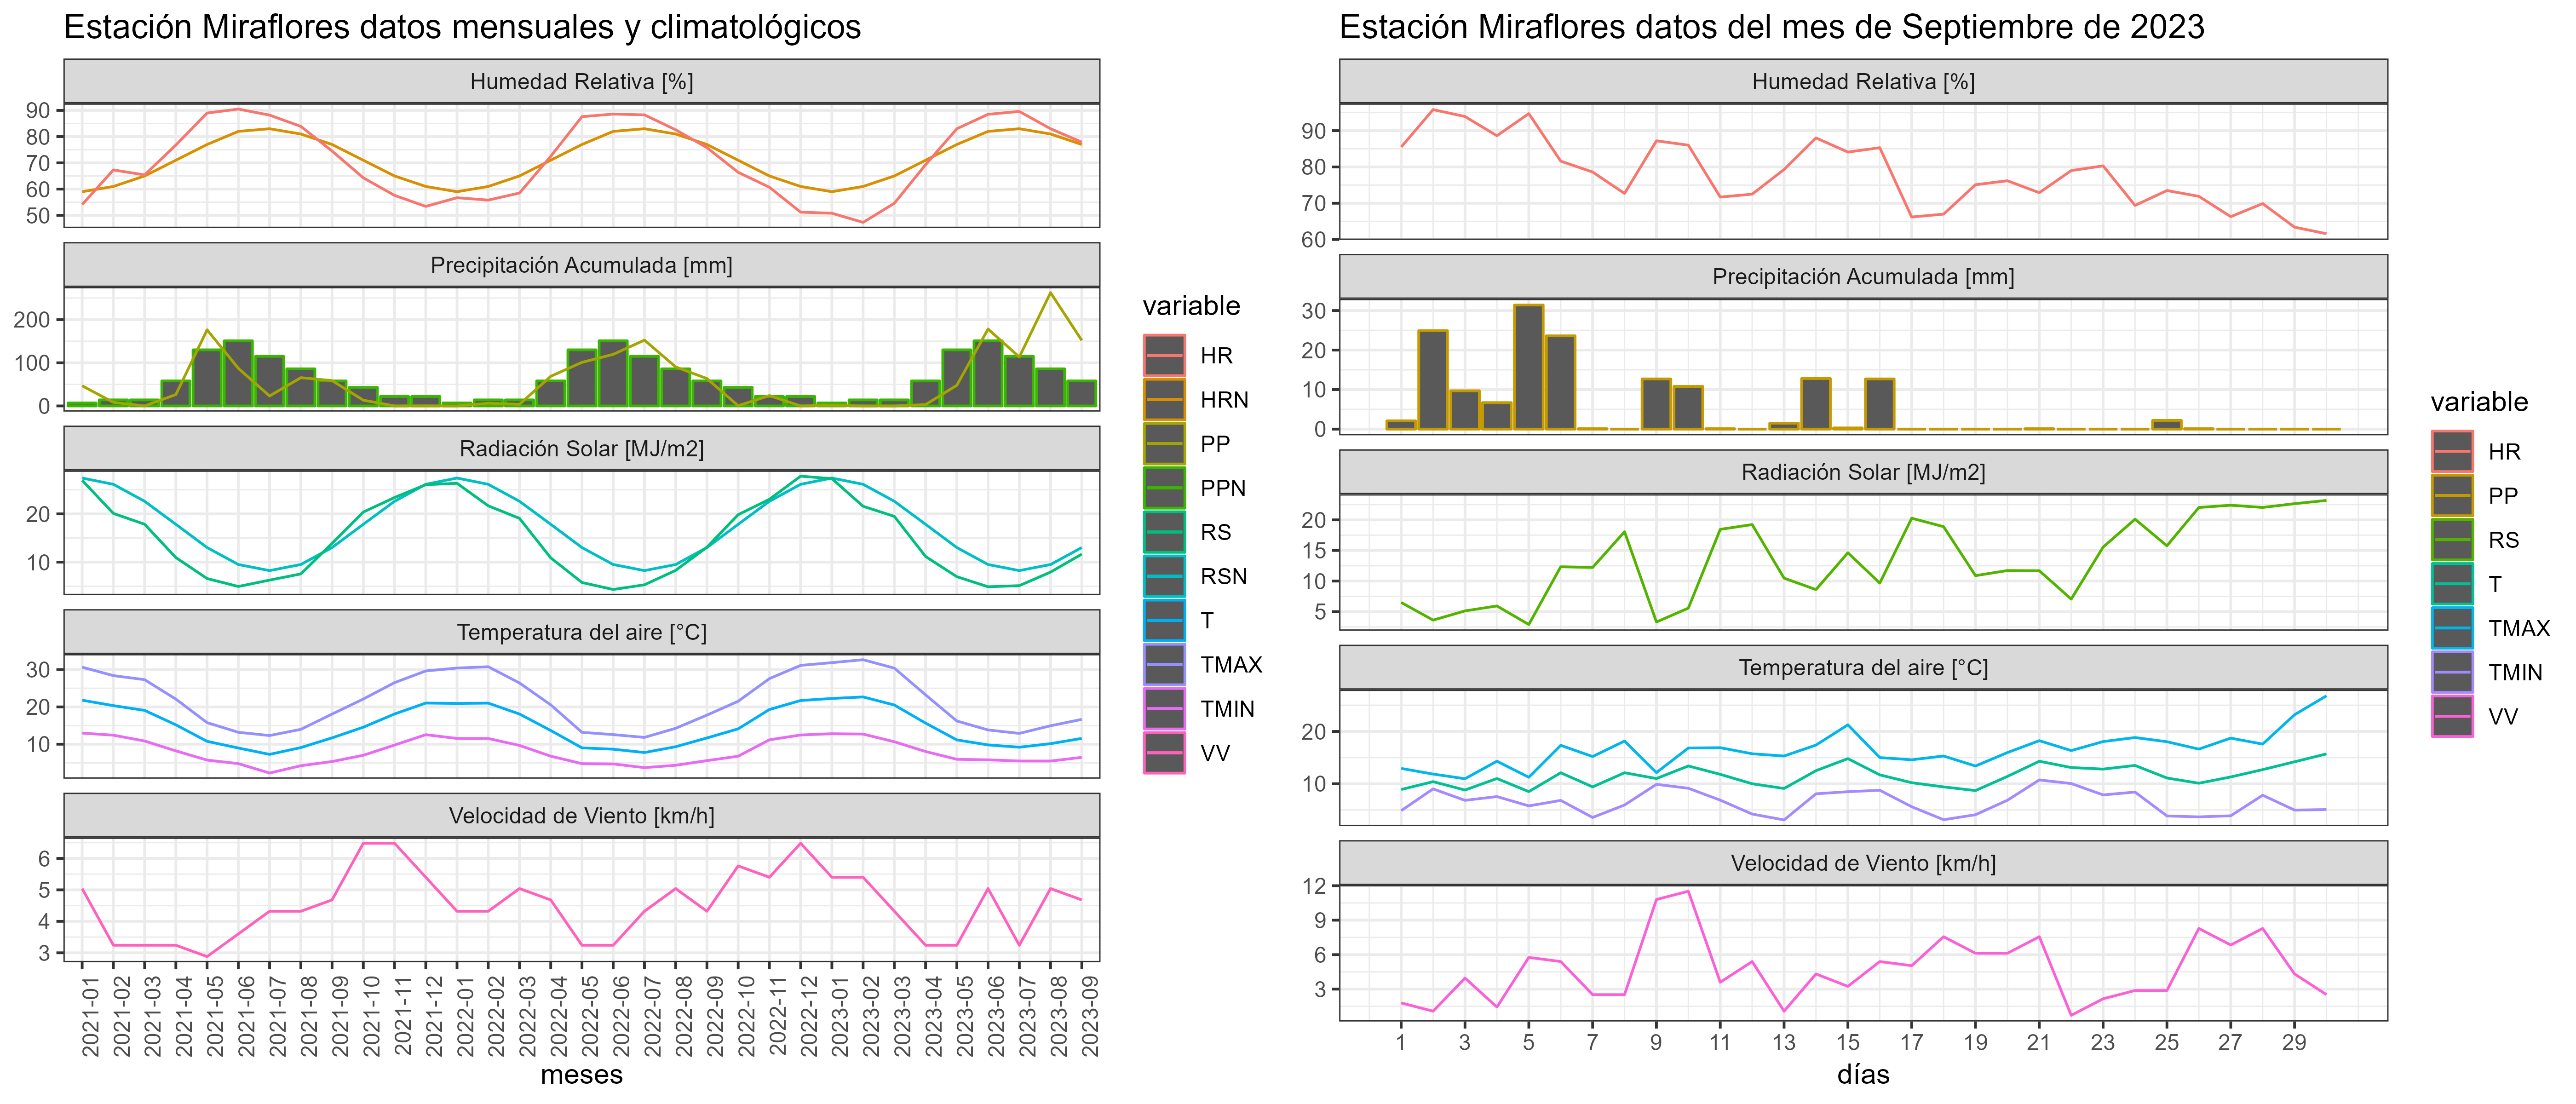 Estación Miraflores datos mensuales y climatológicos
Humedad Relativa [%]
90
80
70
60
50
Precipitación Acumulada [mm]
200
100
0
Radiación Solar [MJ/m2]
20
10
Temperatura del aire [°C]
30
20
10
Velocidad de Viento [km/h]
6
5
4
3
2021-01
2021-02
2021-03
2021-04
2021-05
2021-06
2021-07
2021-08
2021-09
2021-10
2021-11
2021-12
2022-01
2022-02
2022-03
2022-04
2022-05
2022-06
2022-07
2022-08
2022-09
2022-10
2022-11
2022-12
2023-01
2023-02
2023-03
2023-04
2023-05
2023-06
2023-07
2023-08
2023-09
meses
variable
HR
HRN
PP
PPN
RS
RSN
T
TMAX
TMIN
VV
Estación Miraflores datos del mes de Septiembre de 2023
Humedad Relativa [%]
90
80
70
60
Precipitación Acumulada [mm]
30
20
10
0
Radiación Solar [MJ/m2]
20
15
10
5
Temperatura del aire [°C]
20
10
Velocidad de Viento [km/h]
12
9
6
3
1 3 5 7 9 11 13 15 17 19 21 23 25 27 29
días
variable
HR
PP
RS
T
TMAX
TMIN
VV